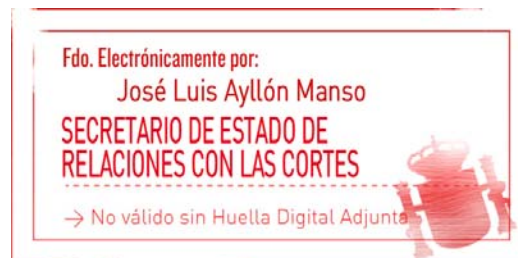 Fdo. Electrónicamente por:
José Luis Ayllón Manso
SECRETARIO DE ESTADO DE
RELACIONES CON LAS CORTES
→ No válido sin Huella Digital Adjunta